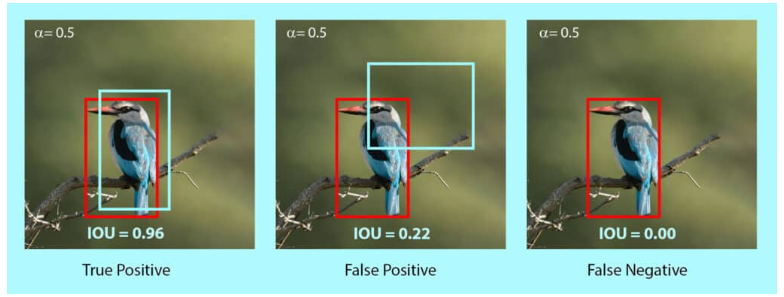 α= 0.5
IOU = 0.96
True Positive
α= 0.5
IOU = 0.22
False Positive
α= 0.5
IOU = 0.00
False Negative